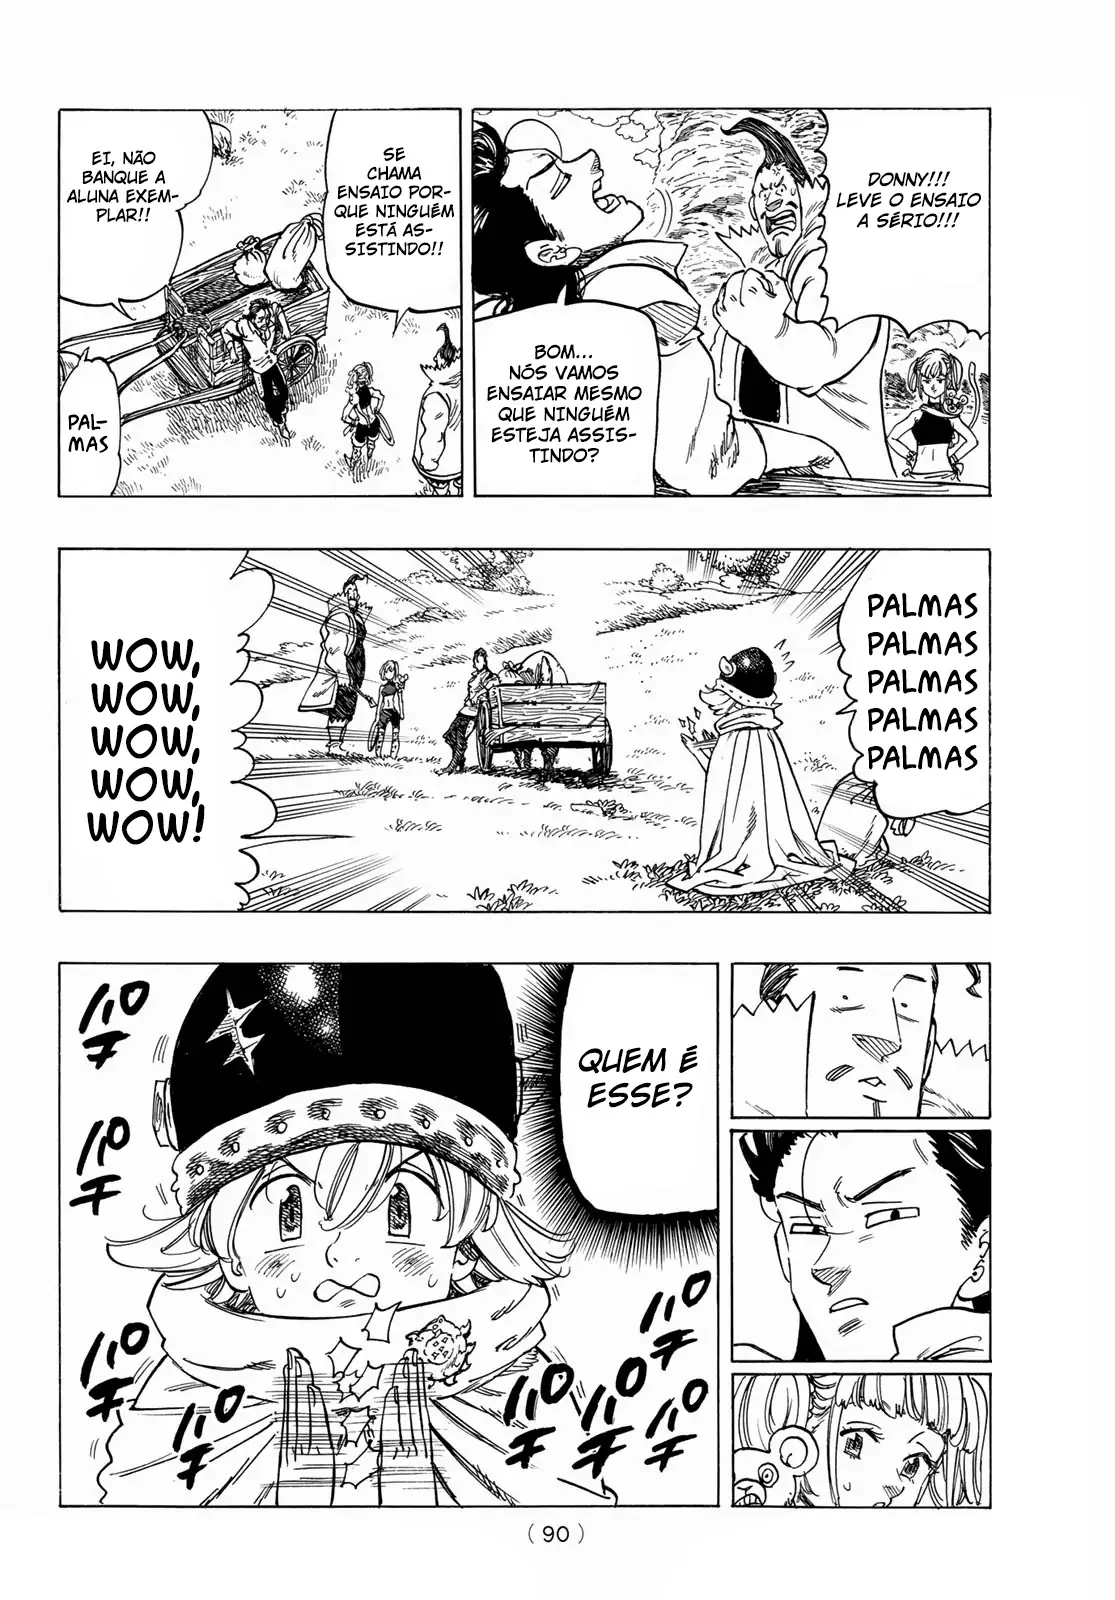 DONNY!!!
LEVE O ENSAIO
A SÉRIO!!!
BOM...
NÓS VAMOS
ENSAIAR MESMO
QUE NINGUÉM
ESTEJA ASSIS-
TINDO?
SE
CHAMA
ENSAIO POR-
QUE NINGUÉM
ESTÁ AS-
SISTINDO!!
EI, NÃO
BANQUE A
ALUNA EXEM-
PLAR!!
PAL-
MAS
PALMAS
PALMAS
PALMAS
PALMAS
PALMAS
WOW,
WOW,
WOW,
WOW,
WOW!
QUEM É
ESSE?
パチ
パチ
パチ
パチ
パチ
パチ
パチ
パチ
(90)